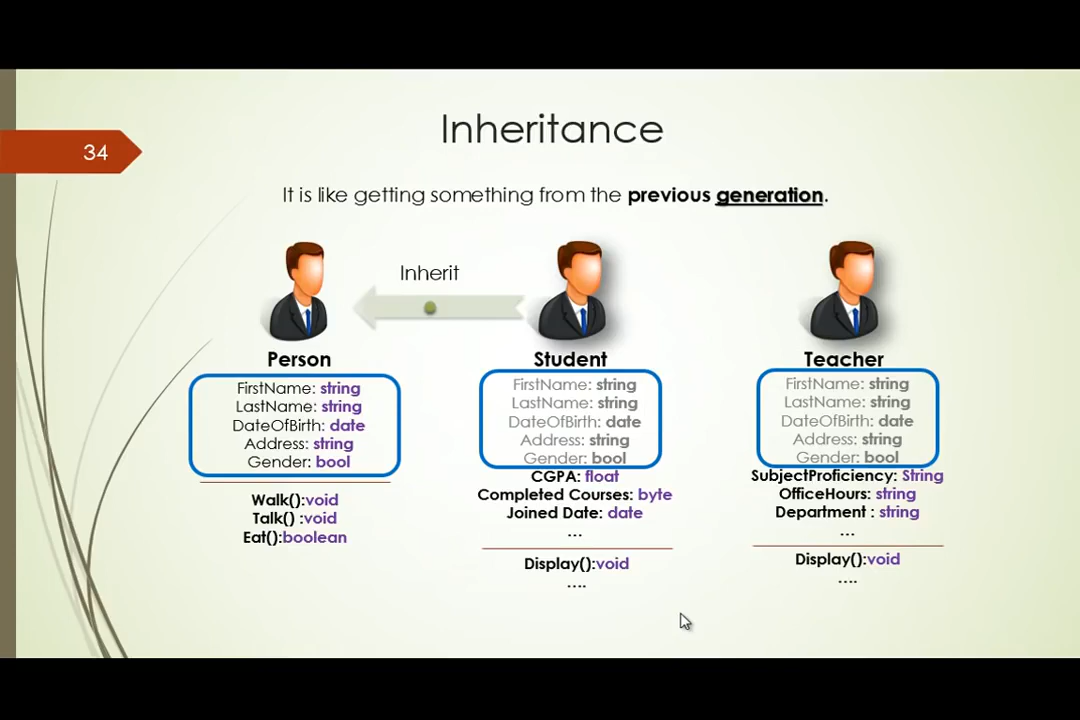 Inheritance
34
It is like getting something from the previous generation.
Inherit
Person
FirstName: string
LastName: string
DateOfBirth: date
Address: string
Gender: bool
Walk():void
Talk() :void
Eat():boolean
Student
FirstName: string
LastName: string
DateOfBirth: date
Address: string
Gender: bool
CGPA: float
Completed Courses: byte
Joined Date: date
...
Display():void
....
Teacher
FirstName: string
LastName: string
DateOfBirth: date
Address: string
Gender: bool
SubjectProficiency: String
OfficeHours: string
Department : string
...
Display():void
....